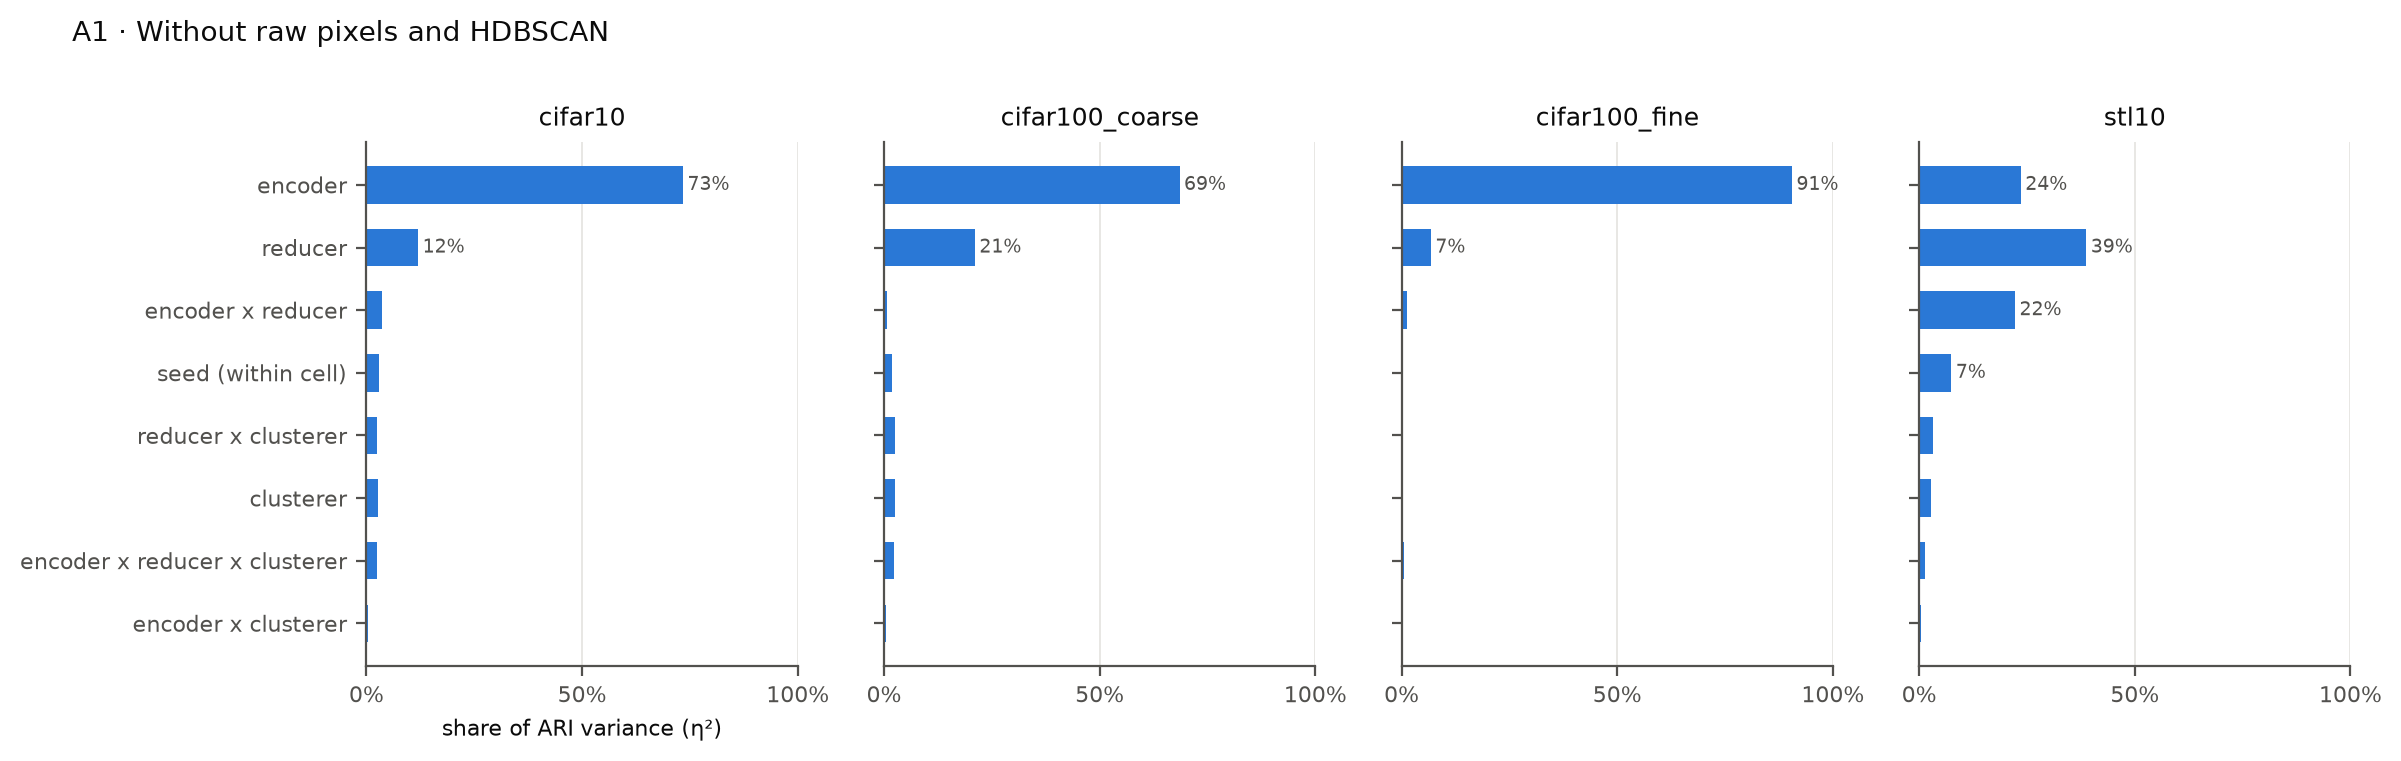 A1 · Without raw pixels and HDBSCAN
cifar10
cifar100_coarse
cifar100_fine
stl10
encoder
73%
69%
91%
24%
reducer
12%
21%
7%
39%
encoder x reducer
22%
seed (within cell)
7%
reducer x clusterer
clusterer
encoder x reducer x clusterer
encoder x clusterer
0% 50% 100%
0% 50% 100%
0% 50% 100%
0% 50% 100%
share of ARI variance (η²)